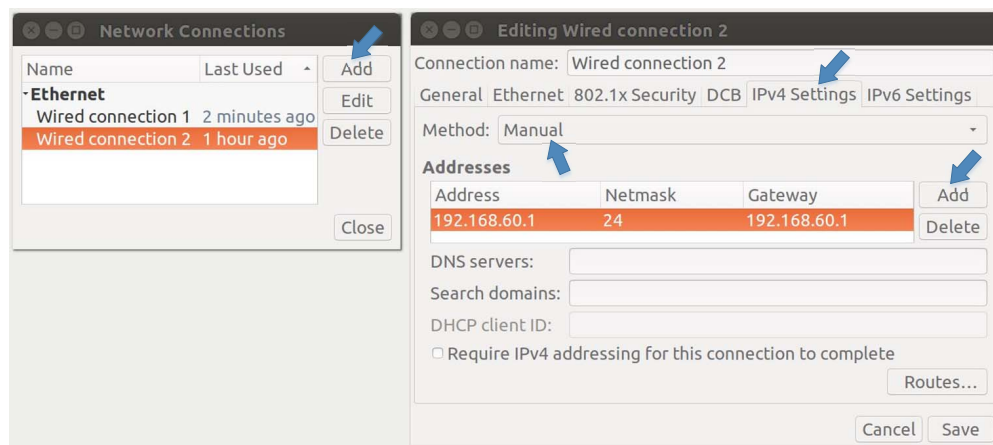 Network Connections
Name Last Used Add
Ethernet Edit
Wired connection 1 2 minutes ago
Wired connection 2 1 hour ago Delete
Close
Editing Wired connection 2
Connection name: Wired connection 2
General Ethernet 802.1x Security DCB IPv4 Settings IPv6 Settings
Method: Manual
Addresses
Address Netmask Gateway Add
192.168.60.1 24 192.168.60.1 Delete
DNS servers:
Search domains:
DHCP client ID:
Require IPv4 addressing for this connection to complete
Routes...
Cancel Save